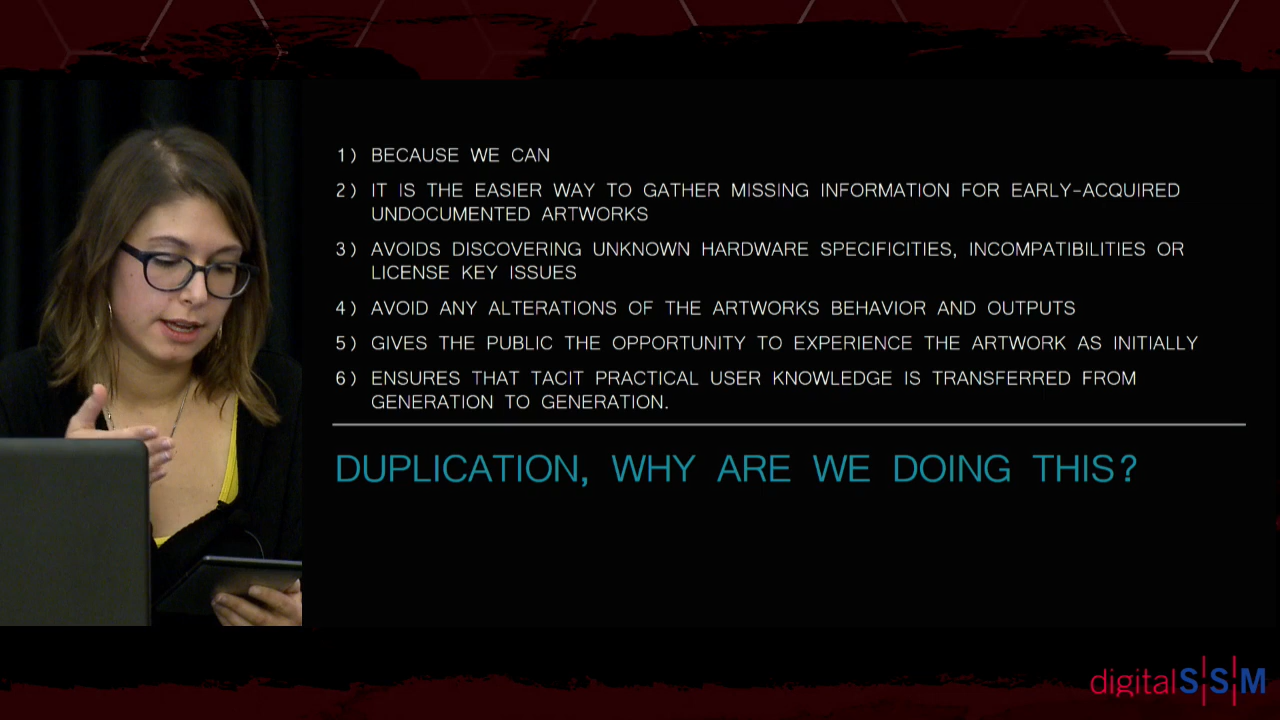 1) BECAUSE WE CAN
2) IT IS THE EASIER WAY TO GATHER MISSING INFORMATION FOR EARLY-ACQUIRED
UNDOCUMENTED ARTWORKS
3) AVOIDS DISCOVERING UNKNOWN HARDWARE SPECIFICITIES, INCOMPATIBILITIES OR
LICENSE KEY ISSUES
4) AVOID ANY ALTERATIONS OF THE ARTWORKS BEHAVIOR AND OUTPUTS
5) GIVES THE PUBLIC THE OPPORTUNITY TO EXPERIENCE THE ARTWORK AS INITIALLY
6) ENSURES THAT TACIT PRACTICAL USER KNOWLEDGE IS TRANSFERRED FROM
GENERATION TO GENERATION.
DUPLICATION, WHY ARE WE DOING THIS?
digitalS|S|M